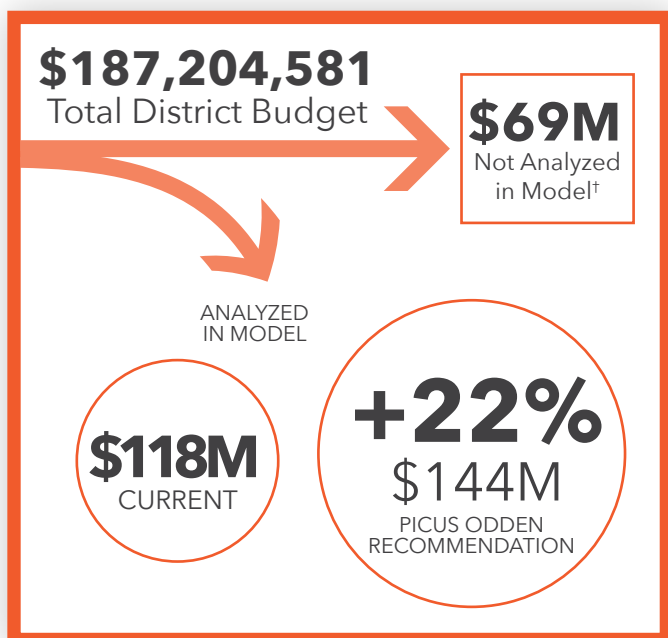 $187,204,581
Total District Budget
$69M
Not Analyzed
in Model†
ANALYZED
IN MODEL
$118M
CURRENT
+22%
$144M
PICUS ODDEN
RECOMMENDATION